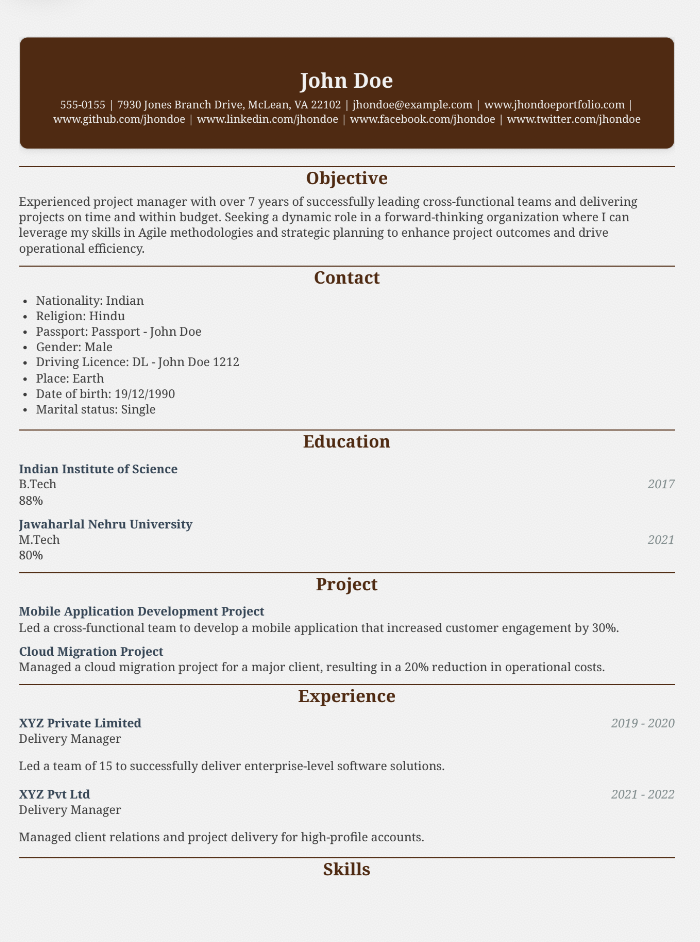 John Doe
555-0155 | 7930 Jones Branch Drive, McLean, VA 22102 | jhondoe@example.com | www.jhondoeportfolio.com |
www.github.com/jhondoe | www.linkedin.com/jhondoe | www.facebook.com/jhondoe | www.twitter.com/jhondoe
Objective
Experienced project manager with over 7 years of successfully leading cross-functional teams and delivering
projects on time and within budget. Seeking a dynamic role in a forward-thinking organization where I can
leverage my skills in Agile methodologies and strategic planning to enhance project outcomes and drive
operational efficiency.
Contact
• Nationality: Indian
• Religion: Hindu
• Passport: Passport - John Doe
• Gender: Male
• Driving Licence: DL - John Doe 1212
• Place: Earth
• Date of birth: 19/12/1990
• Marital status: Single
Education
Indian Institute of Science
B.Tech 2017
88%
Jawaharlal Nehru University
M.Tech 2021
80%
Project
Mobile Application Development Project
Led a cross-functional team to develop a mobile application that increased customer engagement by 30%.
Cloud Migration Project
Managed a cloud migration project for a major client, resulting in a 20% reduction in operational costs.
Experience
XYZ Private Limited 2019 - 2020
Delivery Manager
Led a team of 15 to successfully deliver enterprise-level software solutions.
XYZ Pvt Ltd 2021 - 2022
Delivery Manager
Managed client relations and project delivery for high-profile accounts.
Skills